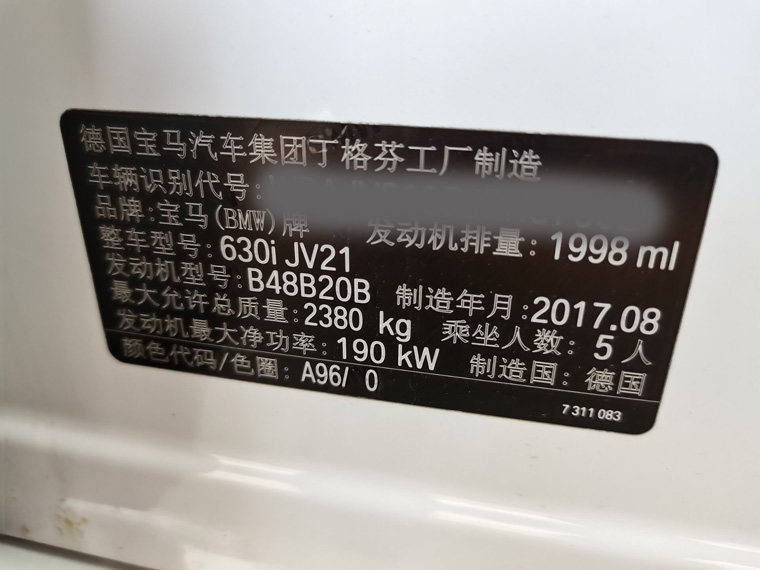 德国宝马汽车集团丁格芬工厂制造
车辆识别代号:
品牌:宝马(BMW)牌 发动机排量:1998 ml
整车型号:630i JV21
发动机型号:B48B20B 制造年月:2017.08
最大允许总质量:2380 kg 乘坐人数:5人
发动机最大净功率:190 kW 制造国:德国
颜色代码/色圈: A96/ 0
7 311 083